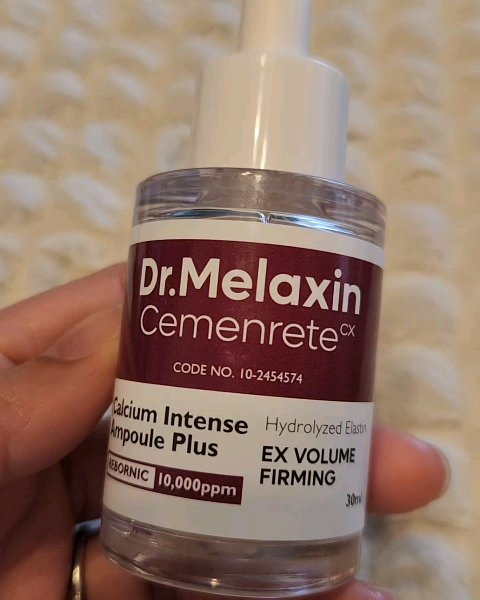 Dr.Melaxin
Cemenrete CX
CODE NO. 10-2454574
Calcium Intense
Ampoule Plus
REBORNIC 10,000ppm
Hydrolyzed Elastin
EX VOLUME
FIRMING
30ml